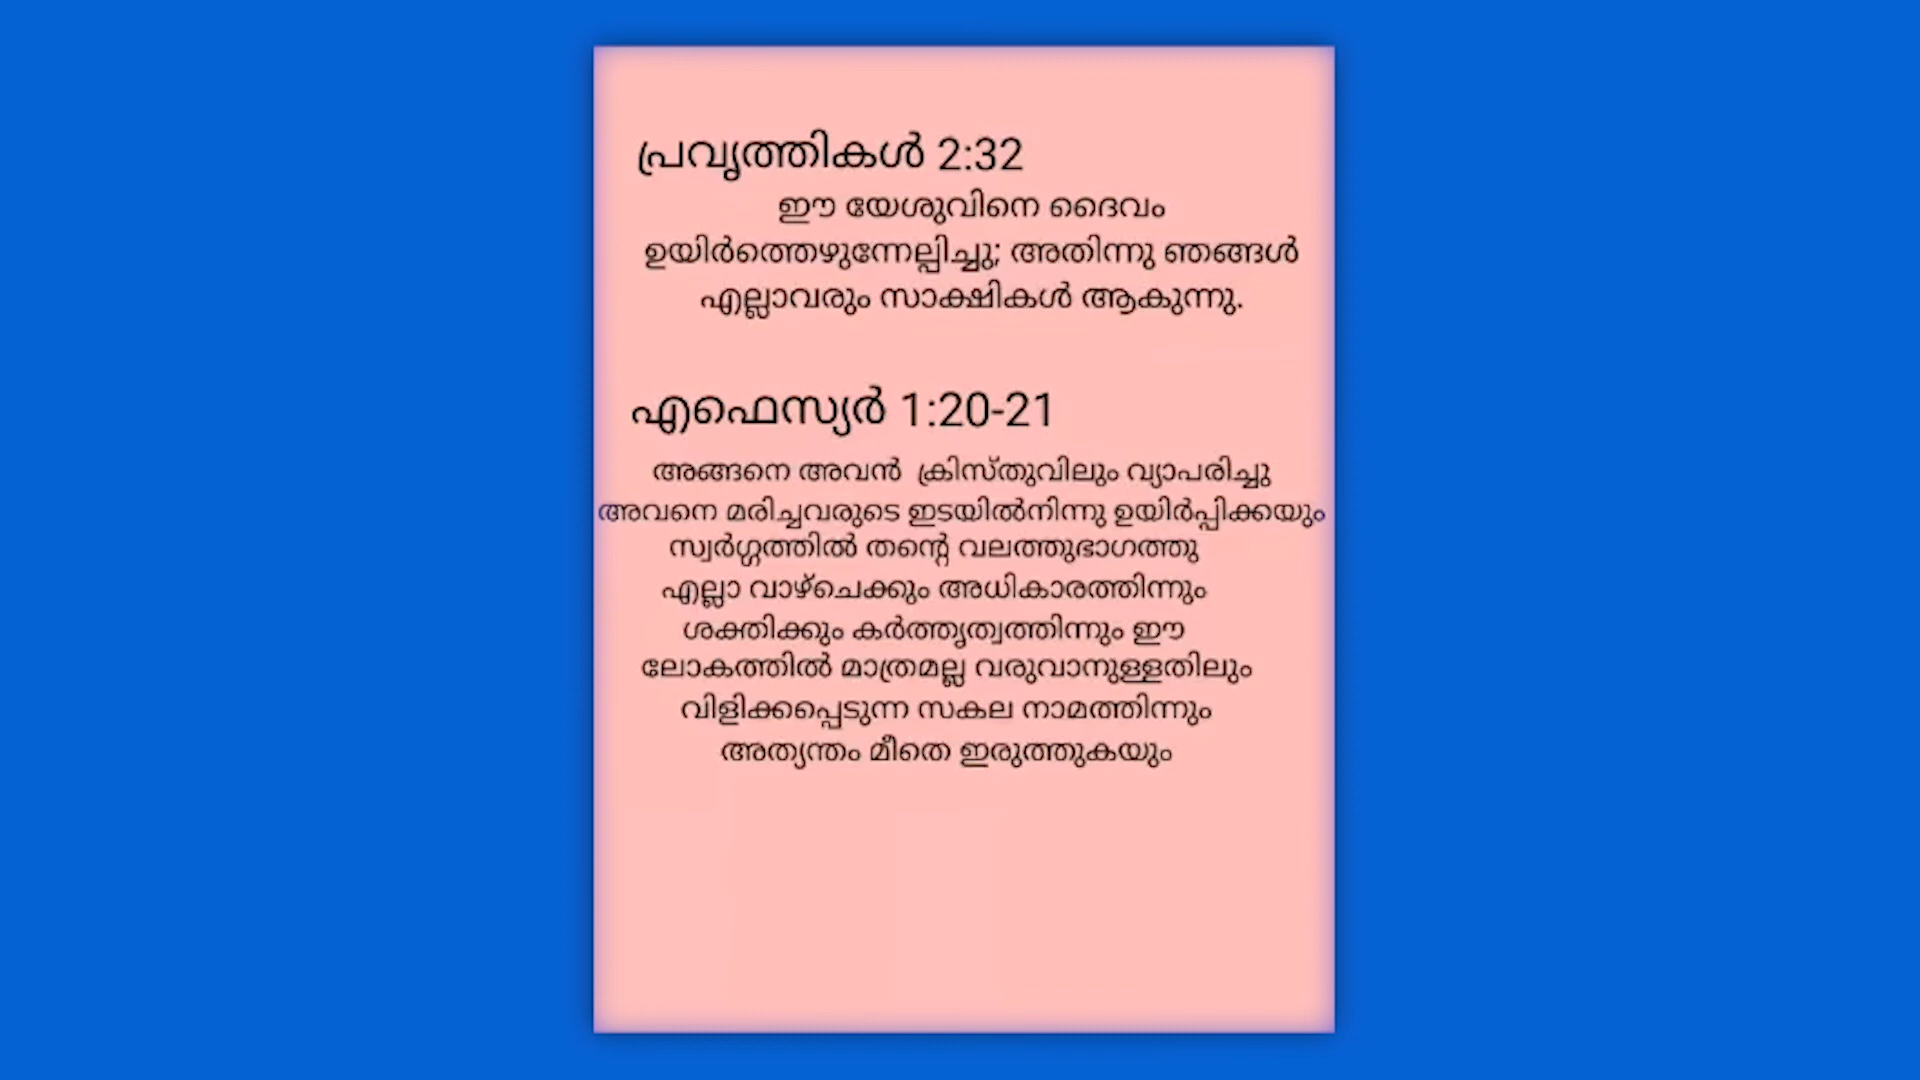 പ്രവൃത്തികൾ 2:32
ഈ യേശുവിനെ ദൈവം
ഉയിർത്തെഴുന്നേല്പിച്ചു; അതിന്നു ഞങ്ങൾ
എല്ലാവരും സാക്ഷികൾ ആകുന്നു.
എഫെസ്യർ 1:20-21
അങ്ങനെ അവൻ ക്രിസ്തുവിലും വ്യാപരിച്ചു
അവനെ മരിച്ചവരുടെ ഇടയിൽനിന്നു ഉയിർപ്പിക്കയും
സ്വർഗ്ഗത്തിൽ തന്റെ വലത്തുഭാഗത്തു
എല്ലാ വാഴ്ചെക്കും അധികാരത്തിന്നും
ശക്തിക്കും കർത്തൃത്വത്തിന്നും ഈ
ലോകത്തിൽ മാത്രമല്ല വരുവാനുള്ളതിലും
വിളിക്കപ്പെടുന്ന സകല നാമത്തിന്നും
അത്യന്തം മീതെ ഇരുത്തുകയും